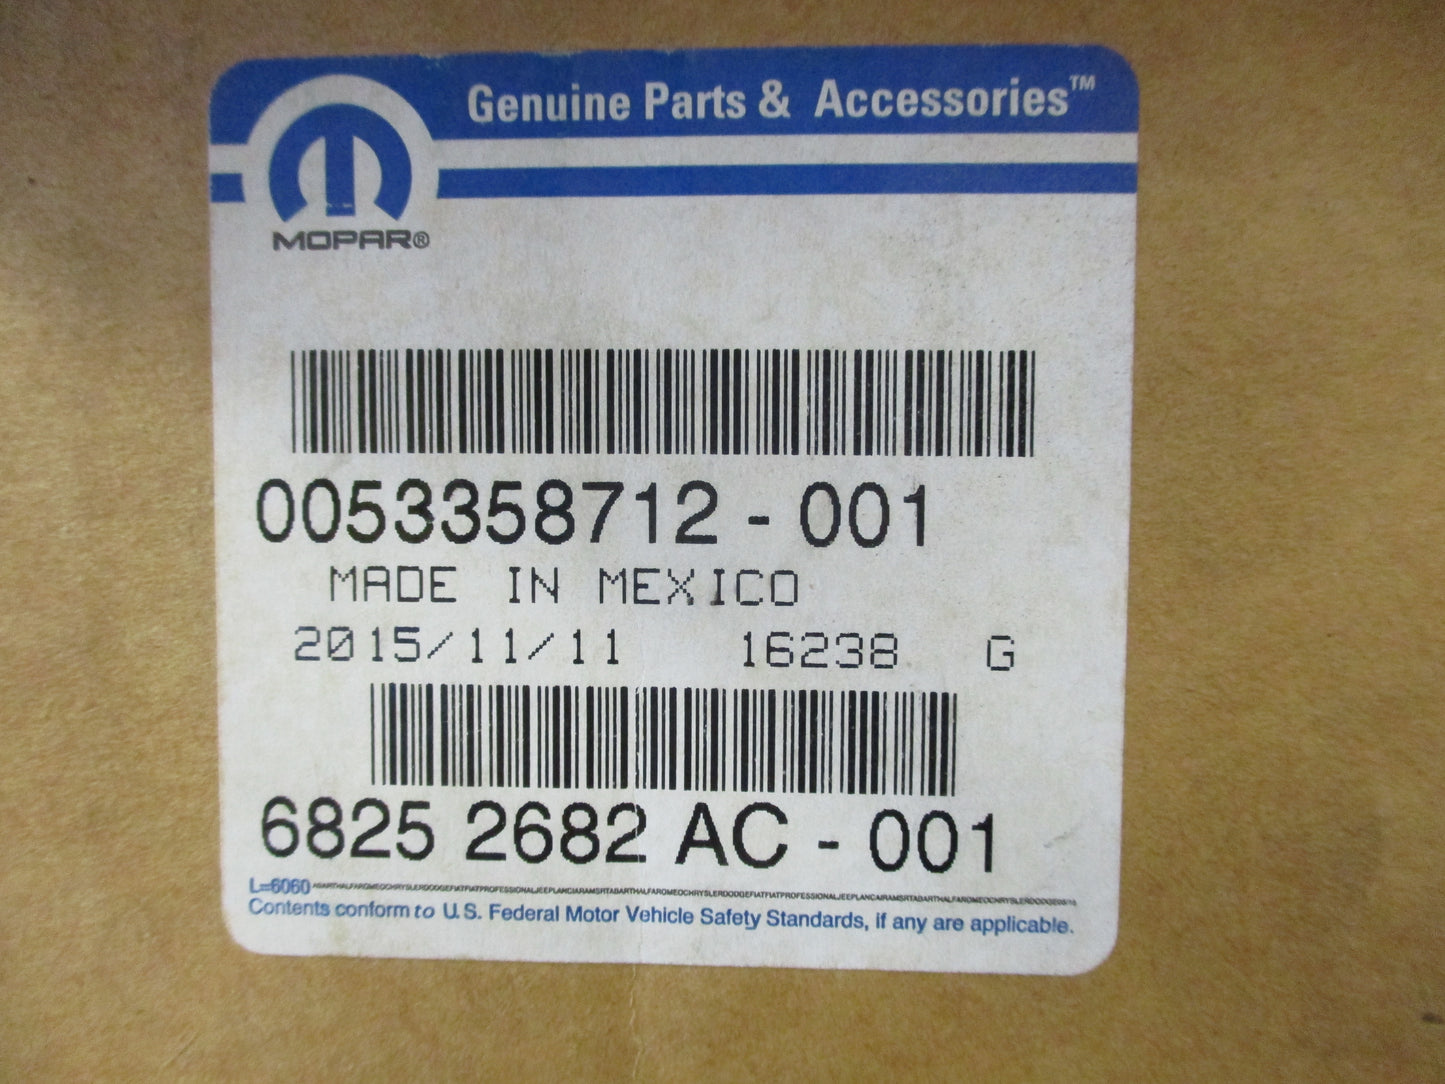 Genuine Parts & Accessories™
MOPAR®
0053358712 - 001
MADE IN MEXICO
2015/11/11 16238 G
6825 2682 AC - 001
L=6060
Contents conform to U.S. Federal Motor Vehicle Safety Standards, if any are applicable.